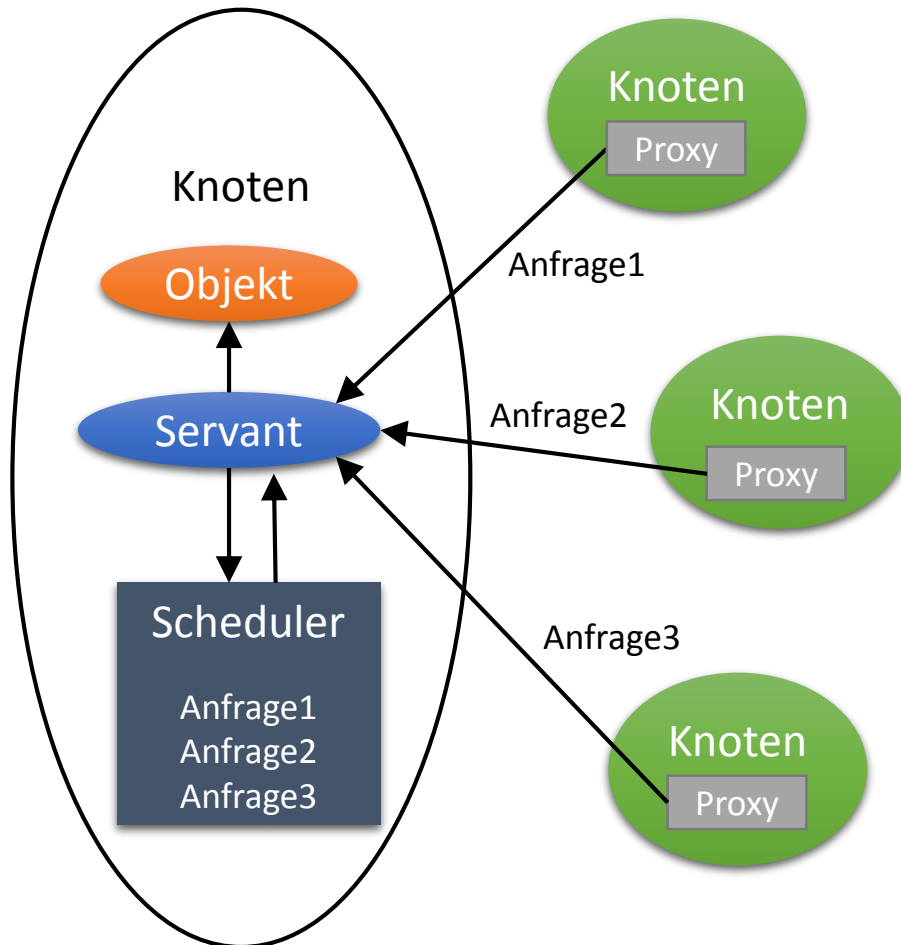 Knoten
Proxy
Knoten
Anfrage1
Objekt
Servant
Anfrage2
Knoten
Proxy
Scheduler
Anfrage1
Anfrage2
Anfrage3
Anfrage3
Knoten
Proxy